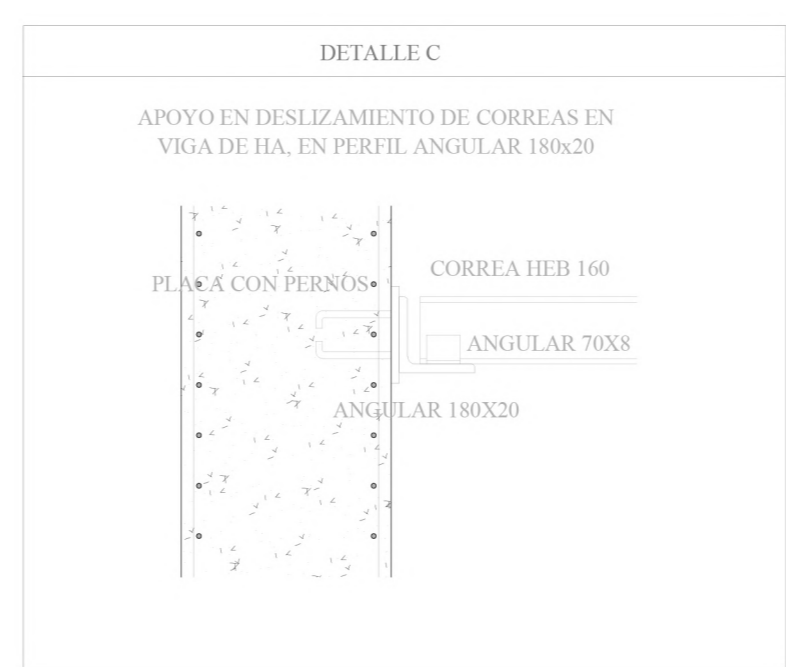 DETALLE C
APOYO EN DESLIZAMIENTO DE CORREAS EN
VIGA DE HA, EN PERFIL ANGULAR 180x20
CORREA HEB 160
PLACA CON PERNOS
ANGULAR 70X8
ANGULAR 180X20